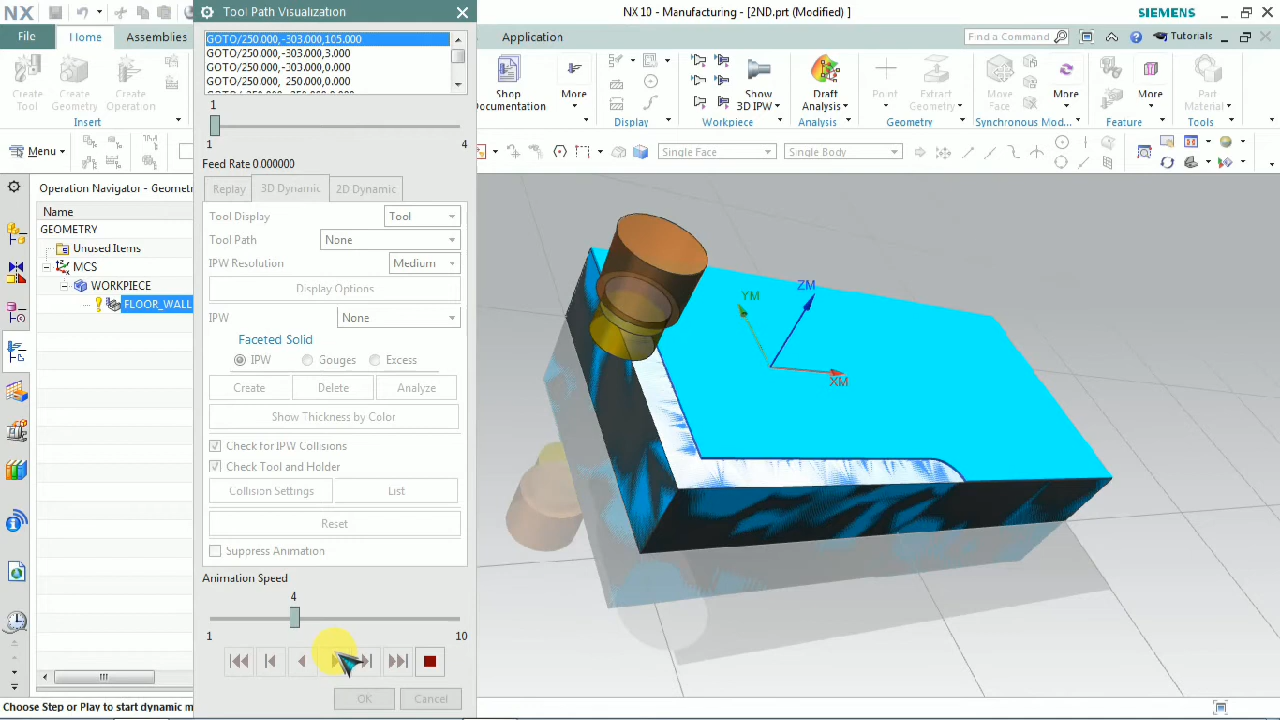 NX
Tool Path Visualization
NX 10 - Manufacturing - [2ND.prt (Modified) ]
SIEMENS
File
Home
Assemblies
Application
Find a Command
Tutorials
Create
Tool
Create
Geometry
Create
Operation
Insert
Shop
Documentation
More
Display
Show
3D IPW
Workpiece
Draft
Analysis
Analysis
Point
Extract
Geometry
Geometry
More
Face
More
Synchronous Mod...
More
Feature
Part
Material
Tools
Menu
Single Face
Single Body
GOTO/250.000,-303.000,105.000
GOTO/250.000,-303.000,3.000
GOTO/250.000,-303.000,0.000
GOTO/250.000,-250.000,0.000
1
1
4
Feed Rate 0.000000
Replay
3D Dynamic
2D Dynamic
Tool Display
Tool
Tool Path
None
IPW Resolution
Medium
Display Options
IPW
None
Faceted Solid
IPW
Gouges
Excess
Create
Delete
Analyze
Show Thickness by Color
Check for IPW Collisions
Check Tool and Holder
Collision Settings
List
Reset
Suppress Animation
Animation Speed
4
1
10
OK
Cancel
Operation Navigator - Geomet
Name
GEOMETRY
Unused Items
MCS
WORKPIECE
FLOOR_WALL
Choose Step or Play to start dynamic m
YM
ZM
XM